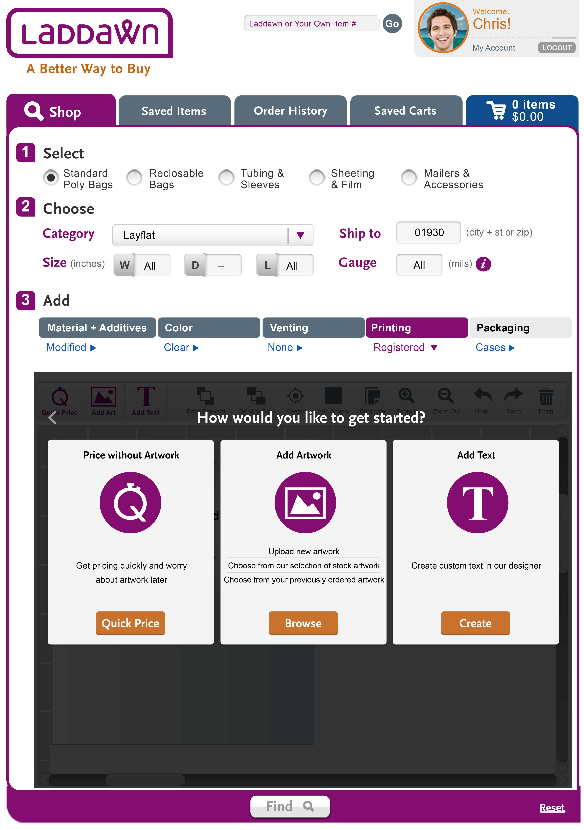 LADDAWN
A Better Way to Buy
Laddawn or Your Own Item #
Go
Welcome,
Chris!
My Account
LOGOUT
Shop
Saved Items
Order History
Saved Carts
0 items
$0.00
1 Select
Standard
Poly Bags
Reclosable
Bags
Tubing &
Sleeves
Sheeting
& Film
Mailers &
Accessories
2 Choose
Category
Layflat
Ship to
01930
(city + st or zip)
Size (inches)
W All
D –
L All
Gauge
All
(mils)
i
3 Add
Material + Additives
Color
Venting
Printing
Packaging
Modified
Clear
None
Registered
Cases
Quick Price
Add Art
Add Text
Zoom Out
Undo
Redo
Trash
How would you like to get started?
Price without Artwork
Get pricing quickly and worry
about artwork later
Quick Price
Add Artwork
Upload new artwork
Choose from our selection of stock artwork
Choose from your previously ordered artwork
Browse
Add Text
T
Create custom text in our designer
Create
Find
Reset